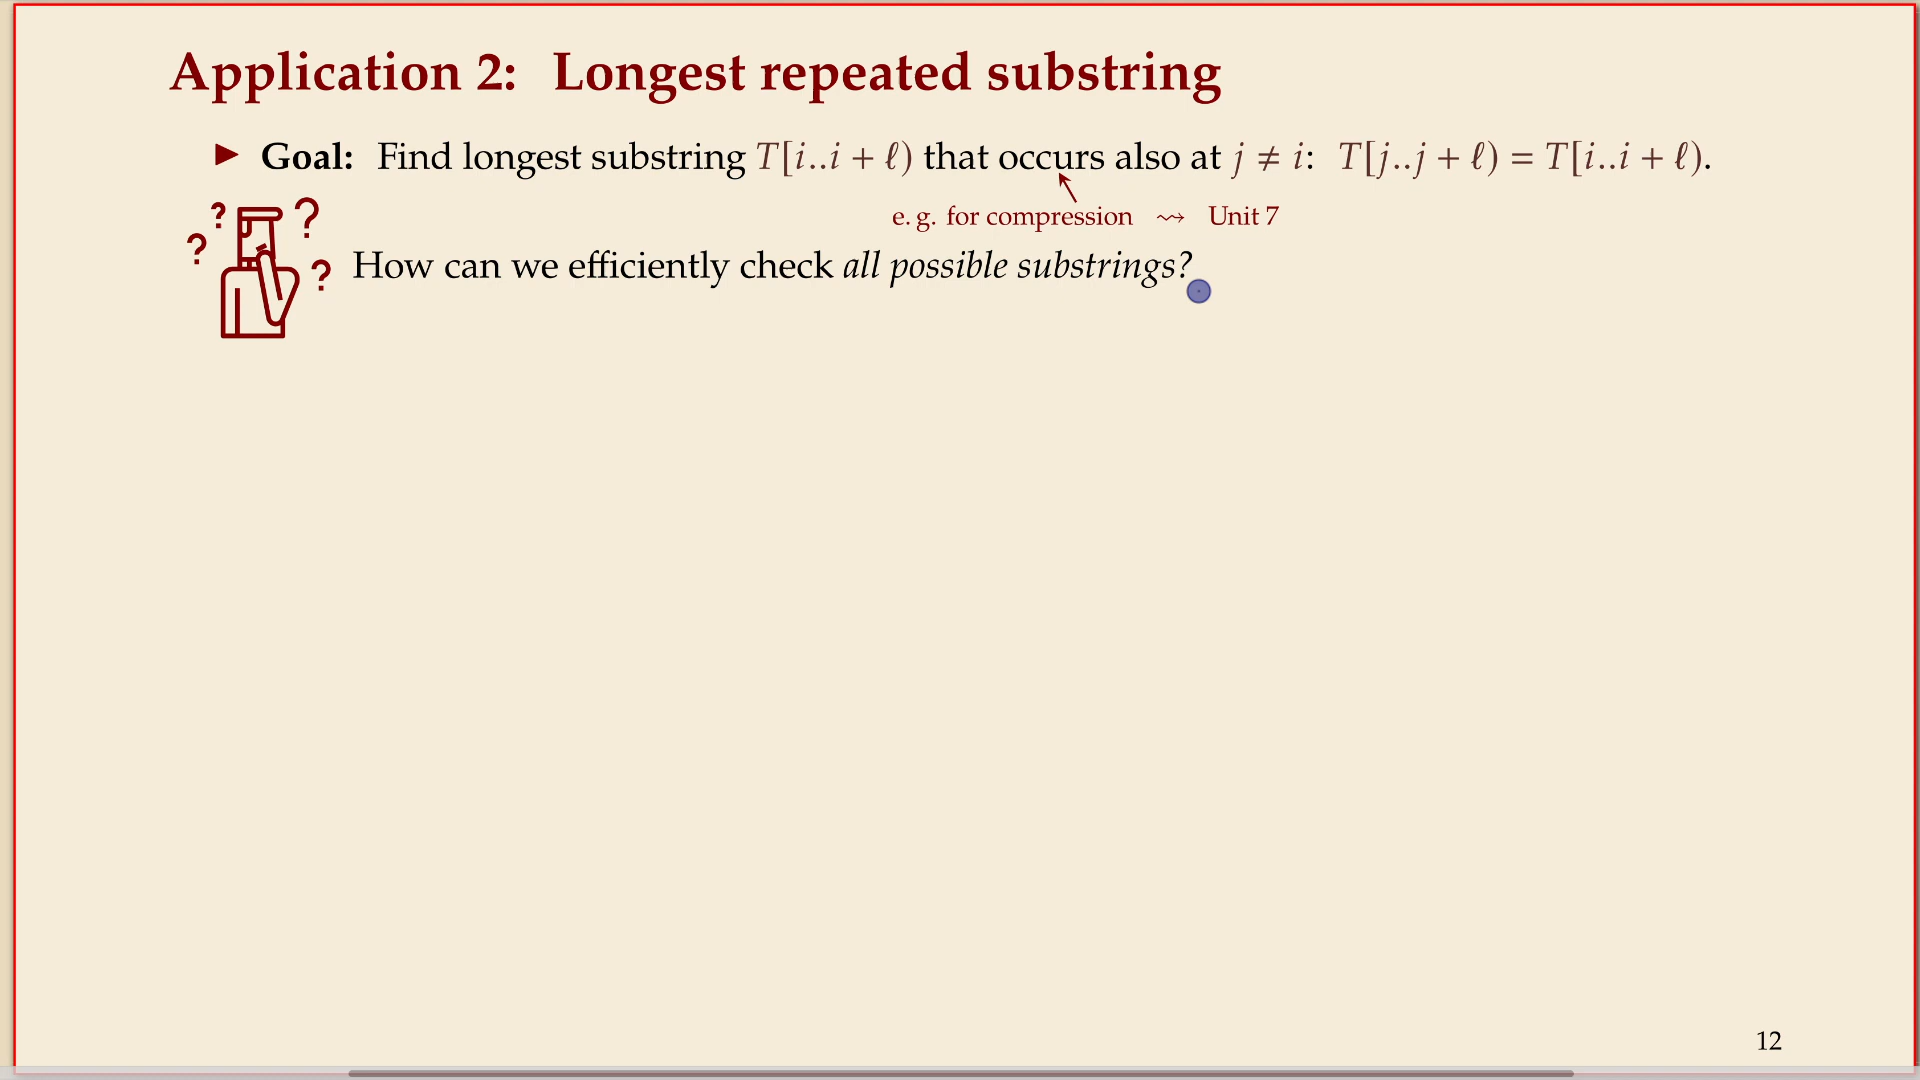 Application 2: Longest repeated substring
▶ Goal: Find longest substring T[i..i + ℓ) that occurs also at j ≠ i: T[j..j + ℓ) = T[i..i + ℓ).
e. g. for compression ⇝ Unit 7
? ? ? ?
How can we efficiently check all possible substrings?
12